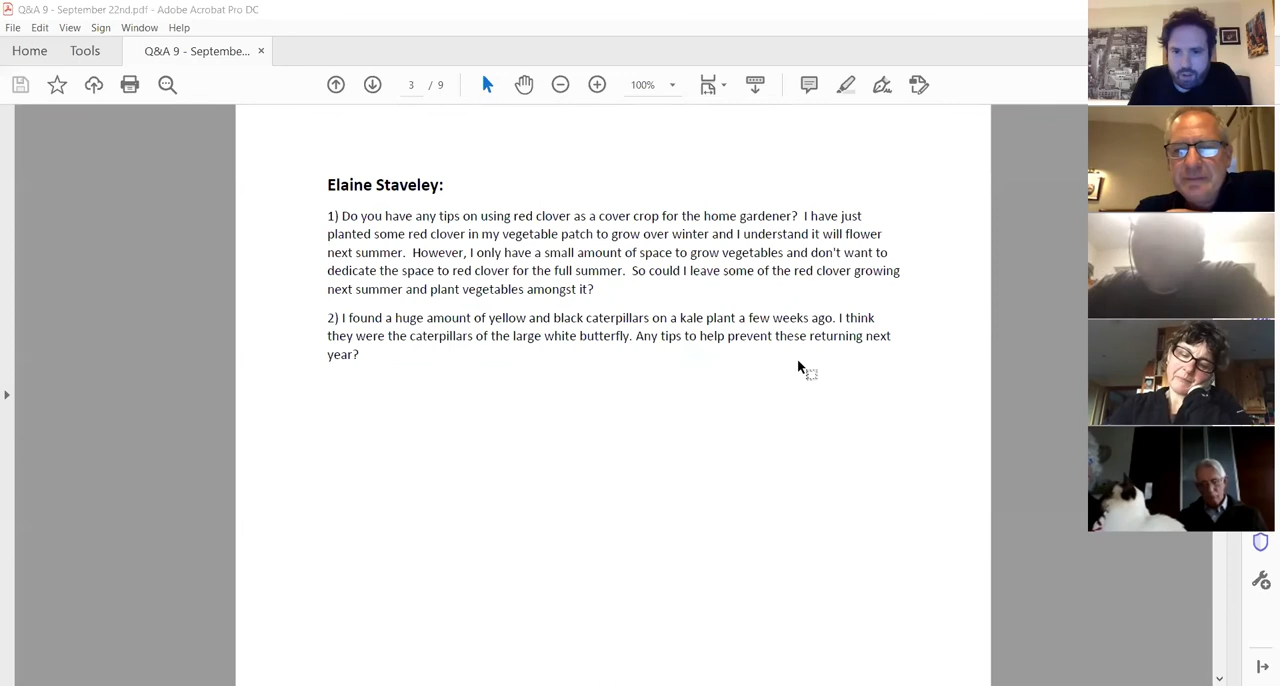 Q&A 9 - September 22nd.pdf - Adobe Acrobat Pro DC
File Edit View Sign Window Help
Home Tools Q&A 9 - Septembe... ×
3 / 9 100%
Elaine Staveley:
1) Do you have any tips on using red clover as a cover crop for the home gardener? I have just
planted some red clover in my vegetable patch to grow over winter and I understand it will flower
next summer. However, I only have a small amount of space to grow vegetables and don't want to
dedicate the space to red clover for the full summer. So could I leave some of the red clover growing
next summer and plant vegetables amongst it?
2) I found a huge amount of yellow and black caterpillars on a kale plant a few weeks ago. I think
they were the caterpillars of the large white butterfly. Any tips to help prevent these returning next
year?